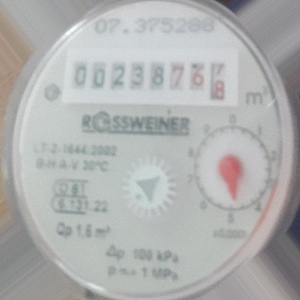 07.375288
00238768
m³
ROSSWEINER
LT-2-1644:2002
B-H A-V 30°C
6.131.22
Qp 1,5 m³
Δp 100 kPa
1 MPa
x0,0001